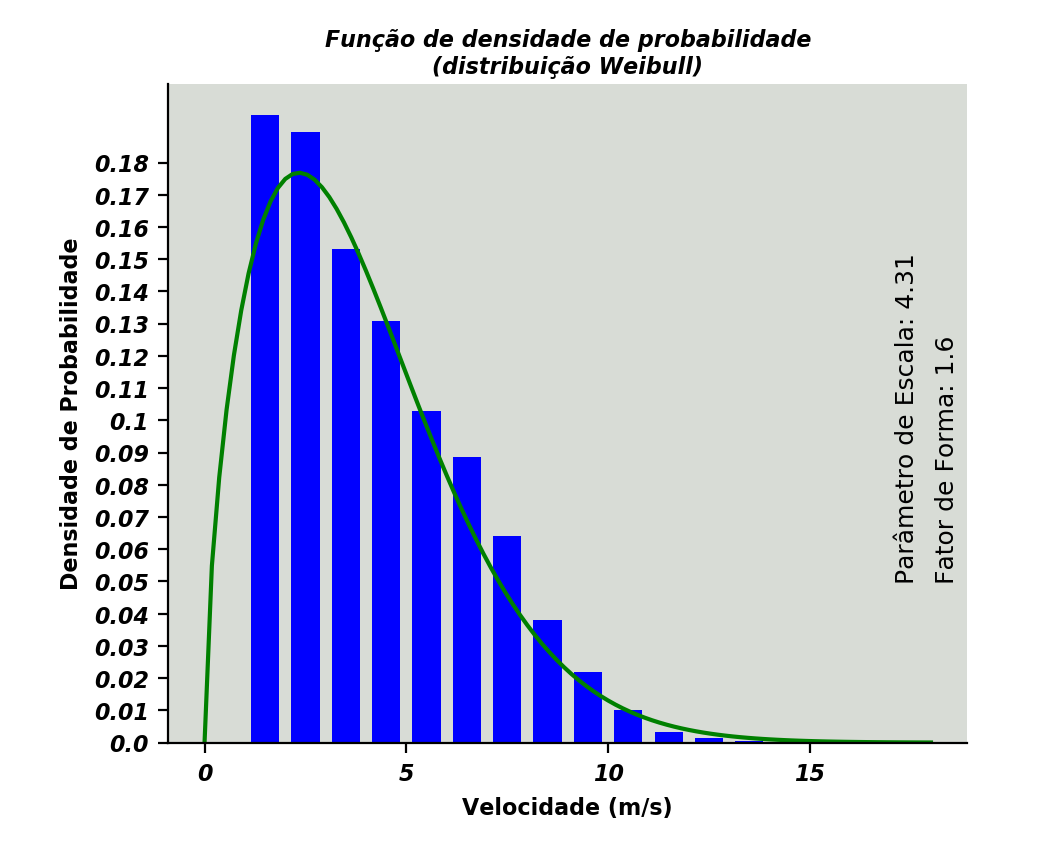 Função de densidade de probabilidade
(distribuição Weibull)
Densidade de Probabilidade
0.18
0.17
0.16
0.15
0.14
0.13
0.12
0.11
0.1
0.09
0.08
0.07
0.06
0.05
0.04
0.03
0.02
0.01
0.0
0 5 10 15
Velocidade (m/s)
Parâmetro de Escala: 4.31
Fator de Forma: 1.6